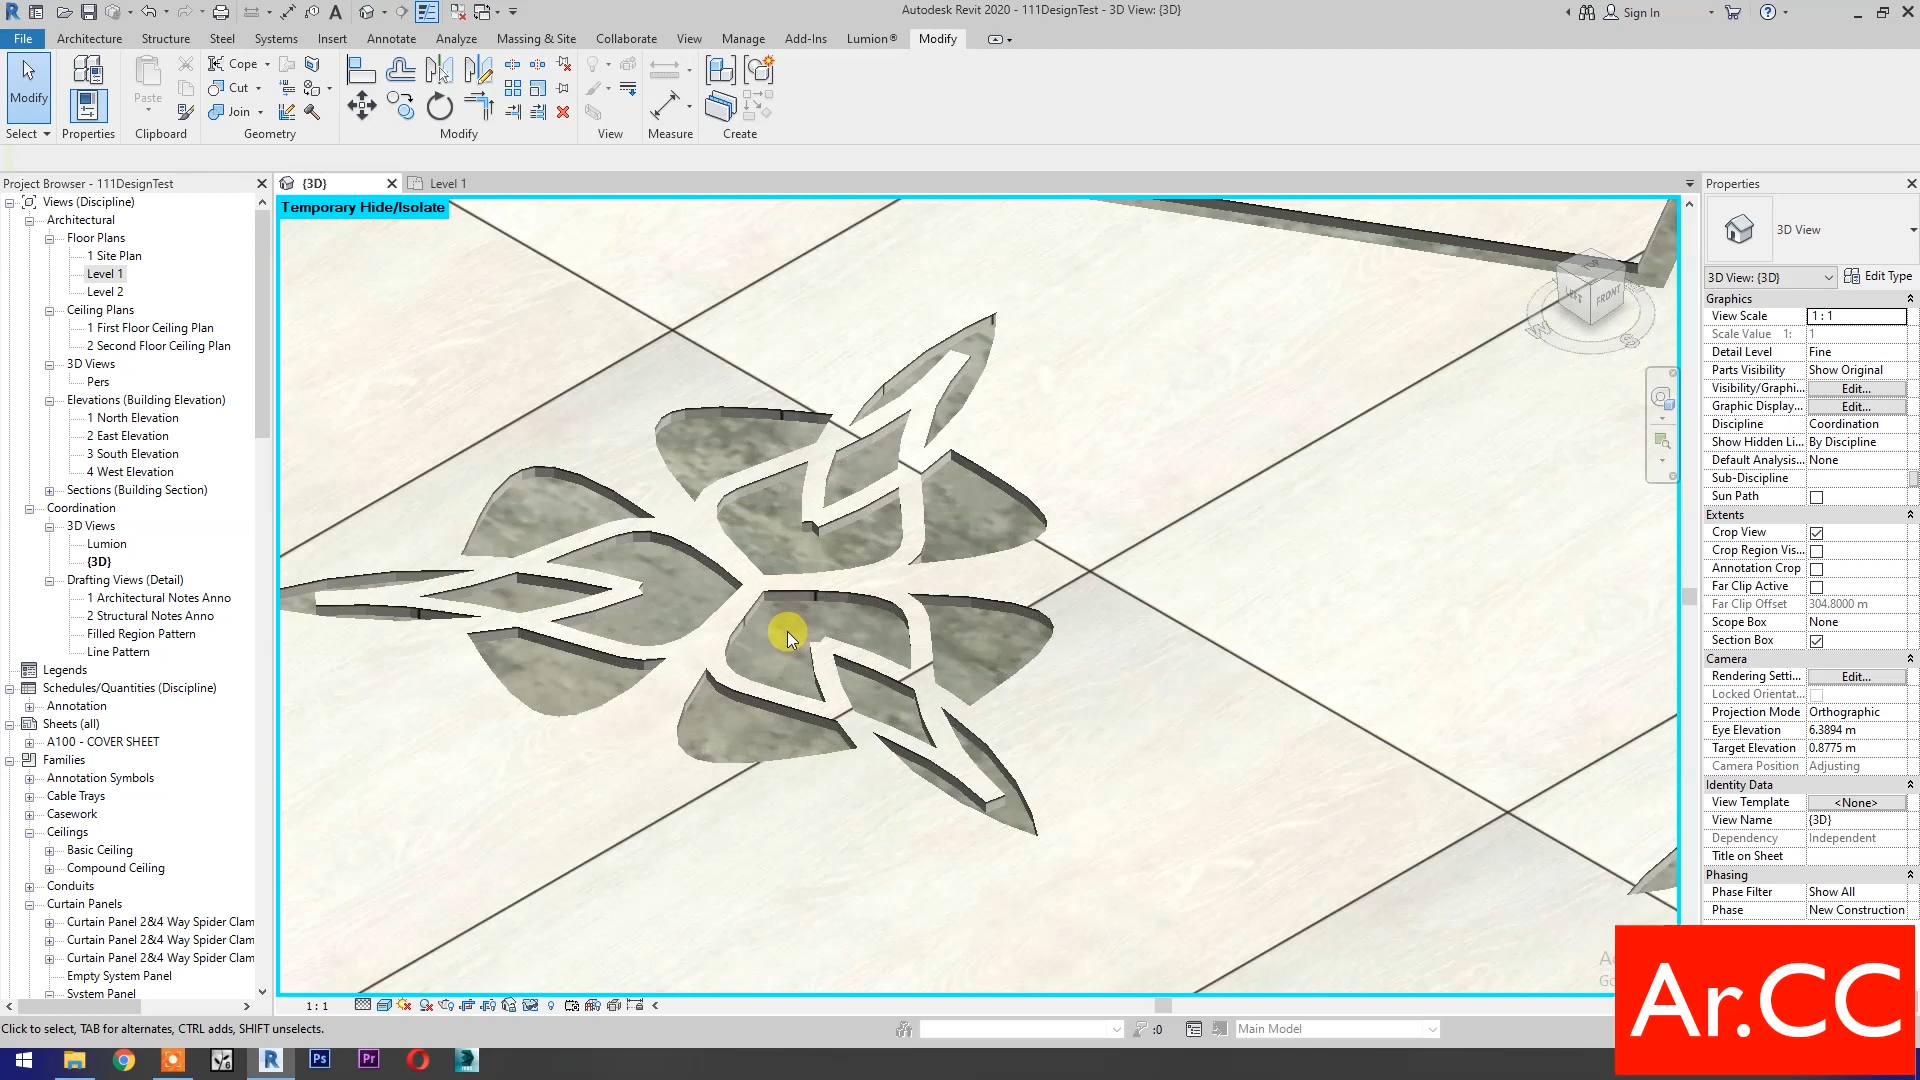 Autodesk Revit 2020 - 111DesignTest - 3D View: {3D}
Sign In
File Architecture Structure Steel Systems Insert Annotate Analyze Massing & Site Collaborate View Manage Add-Ins Lumion® Modify
Modify
Paste
Cope
Cut
Join
Select Properties Clipboard Geometry Modify View Measure Create
Project Browser - 111DesignTest
Views (Discipline)
Architectural
Floor Plans
1 Site Plan
Level 1
Level 2
Ceiling Plans
1 First Floor Ceiling Plan
2 Second Floor Ceiling Plan
3D Views
Pers
Elevations (Building Elevation)
1 North Elevation
2 East Elevation
3 South Elevation
4 West Elevation
Sections (Building Section)
Coordination
3D Views
Lumion
{3D}
Drafting Views (Detail)
1 Architectural Notes Anno
2 Structural Notes Anno
Filled Region Pattern
Line Pattern
Legends
Schedules/Quantities (Discipline)
Annotation
Sheets (all)
A100 - COVER SHEET
Families
Annotation Symbols
Cable Trays
Casework
Ceilings
Basic Ceiling
Compound Ceiling
Conduits
Curtain Panels
Curtain Panel 2&4 Way Spider Clam
Curtain Panel 2&4 Way Spider Clam
Curtain Panel 2&4 Way Spider Clam
Empty System Panel
System Panel
{3D} Level 1
Temporary Hide/Isolate
TOP
LEFT FRONT
W S
Properties
3D View
3D View: {3D} Edit Type
Graphics
View Scale 1 : 1
Scale Value 1: 1
Detail Level Fine
Parts Visibility Show Original
Visibility/Graphi... Edit...
Graphic Display... Edit...
Discipline Coordination
Show Hidden Li... By Discipline
Default Analysis... None
Sub-Discipline
Sun Path
Extents
Crop View
Crop Region Vis...
Annotation Crop
Far Clip Active
Far Clip Offset 304.8000 m
Scope Box None
Section Box
Camera
Rendering Setti... Edit...
Locked Orientat...
Projection Mode Orthographic
Eye Elevation 6.3894 m
Target Elevation 0.8775 m
Camera Position Adjusting
Identity Data
View Template <None>
View Name {3D}
Dependency Independent
Title on Sheet
Phasing
Phase Filter Show All
Phase New Construction
Ar.CC
1 : 1
Click to select, TAB for alternates, CTRL adds, SHIFT unselects.
:0
Main Model
R Ps Pr